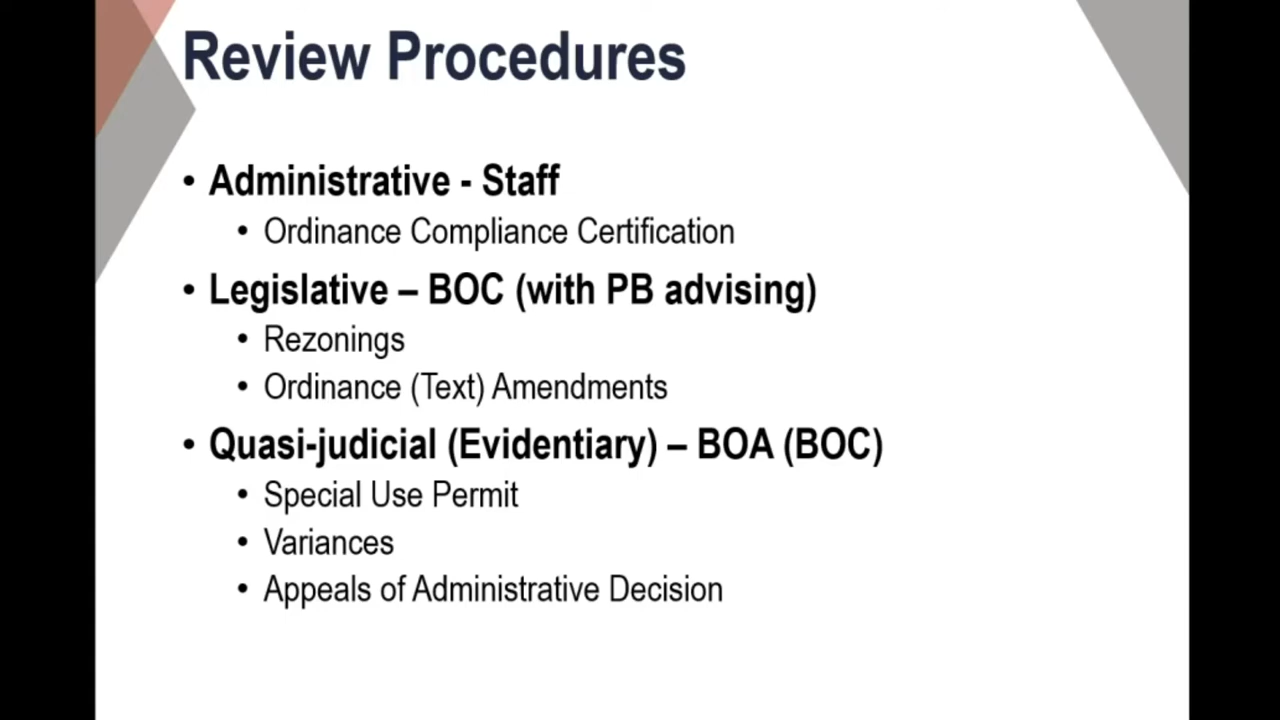 Review Procedures
• Administrative - Staff
• Ordinance Compliance Certification
• Legislative – BOC (with PB advising)
• Rezonings
• Ordinance (Text) Amendments
• Quasi-judicial (Evidentiary) – BOA (BOC)
• Special Use Permit
• Variances
• Appeals of Administrative Decision